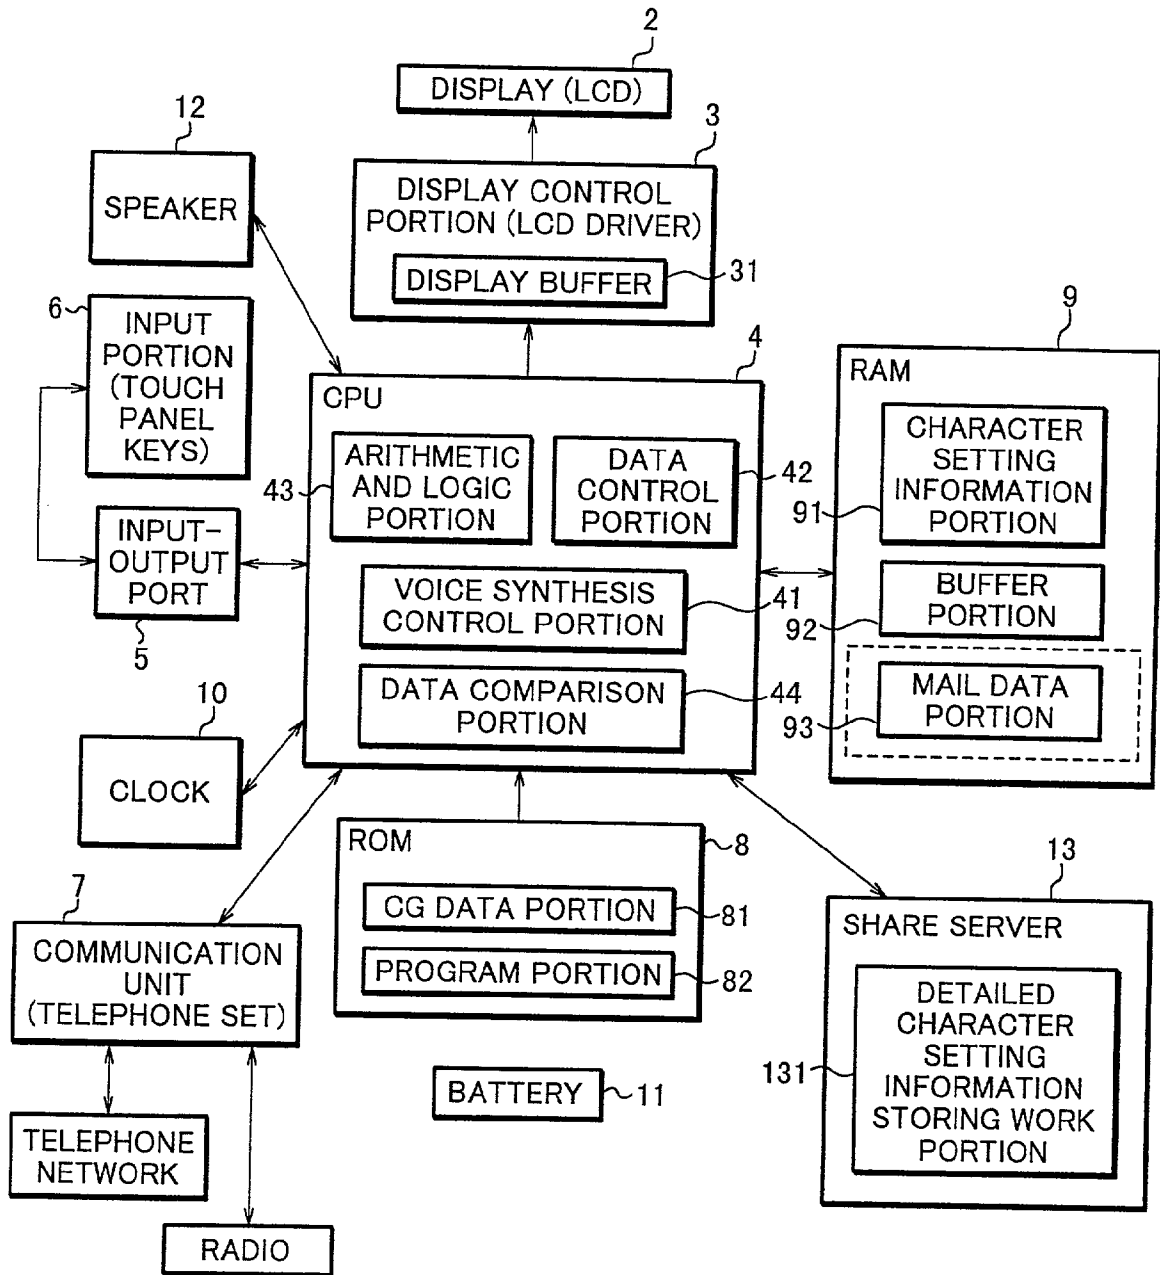 2
DISPLAY (LCD)
12
SPEAKER
3
DISPLAY CONTROL
PORTION (LCD DRIVER)
DISPLAY BUFFER
31
6
INPUT
PORTION
(TOUCH
PANEL
KEYS)
INPUT-
OUTPUT
PORT
5
4
CPU
ARITHMETIC
AND LOGIC
PORTION
43
DATA
CONTROL
PORTION
42
VOICE SYNTHESIS
CONTROL PORTION
41
DATA COMPARISON
PORTION
44
9
RAM
CHARACTER
SETTING
INFORMATION
PORTION
91
BUFFER
PORTION
92
MAIL DATA
PORTION
93
10
CLOCK
7
COMMUNICATION
UNIT
(TELEPHONE SET)
TELEPHONE
NETWORK
RADIO
ROM
8
CG DATA PORTION
81
PROGRAM PORTION
82
BATTERY
11
13
SHARE SERVER
DETAILED
CHARACTER
SETTING
INFORMATION
STORING WORK
PORTION
131